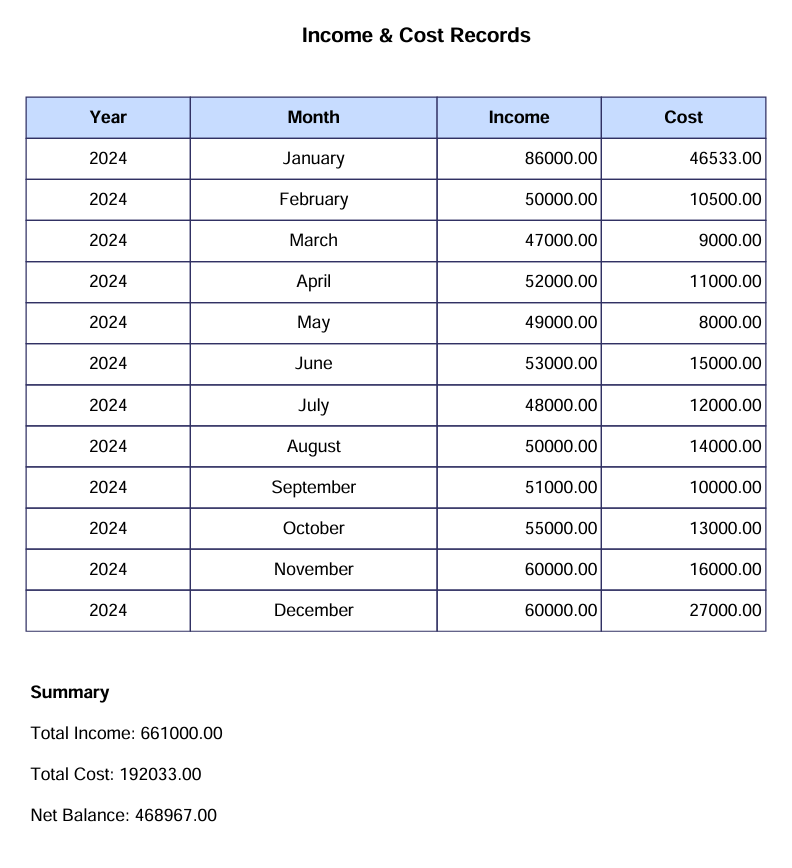 Income & Cost Records
Year Month Income Cost
2024 January 86000.00 46533.00
2024 February 50000.00 10500.00
2024 March 47000.00 9000.00
2024 April 52000.00 11000.00
2024 May 49000.00 8000.00
2024 June 53000.00 15000.00
2024 July 48000.00 12000.00
2024 August 50000.00 14000.00
2024 September 51000.00 10000.00
2024 October 55000.00 13000.00
2024 November 60000.00 16000.00
2024 December 60000.00 27000.00
Summary
Total Income: 661000.00
Total Cost: 192033.00
Net Balance: 468967.00